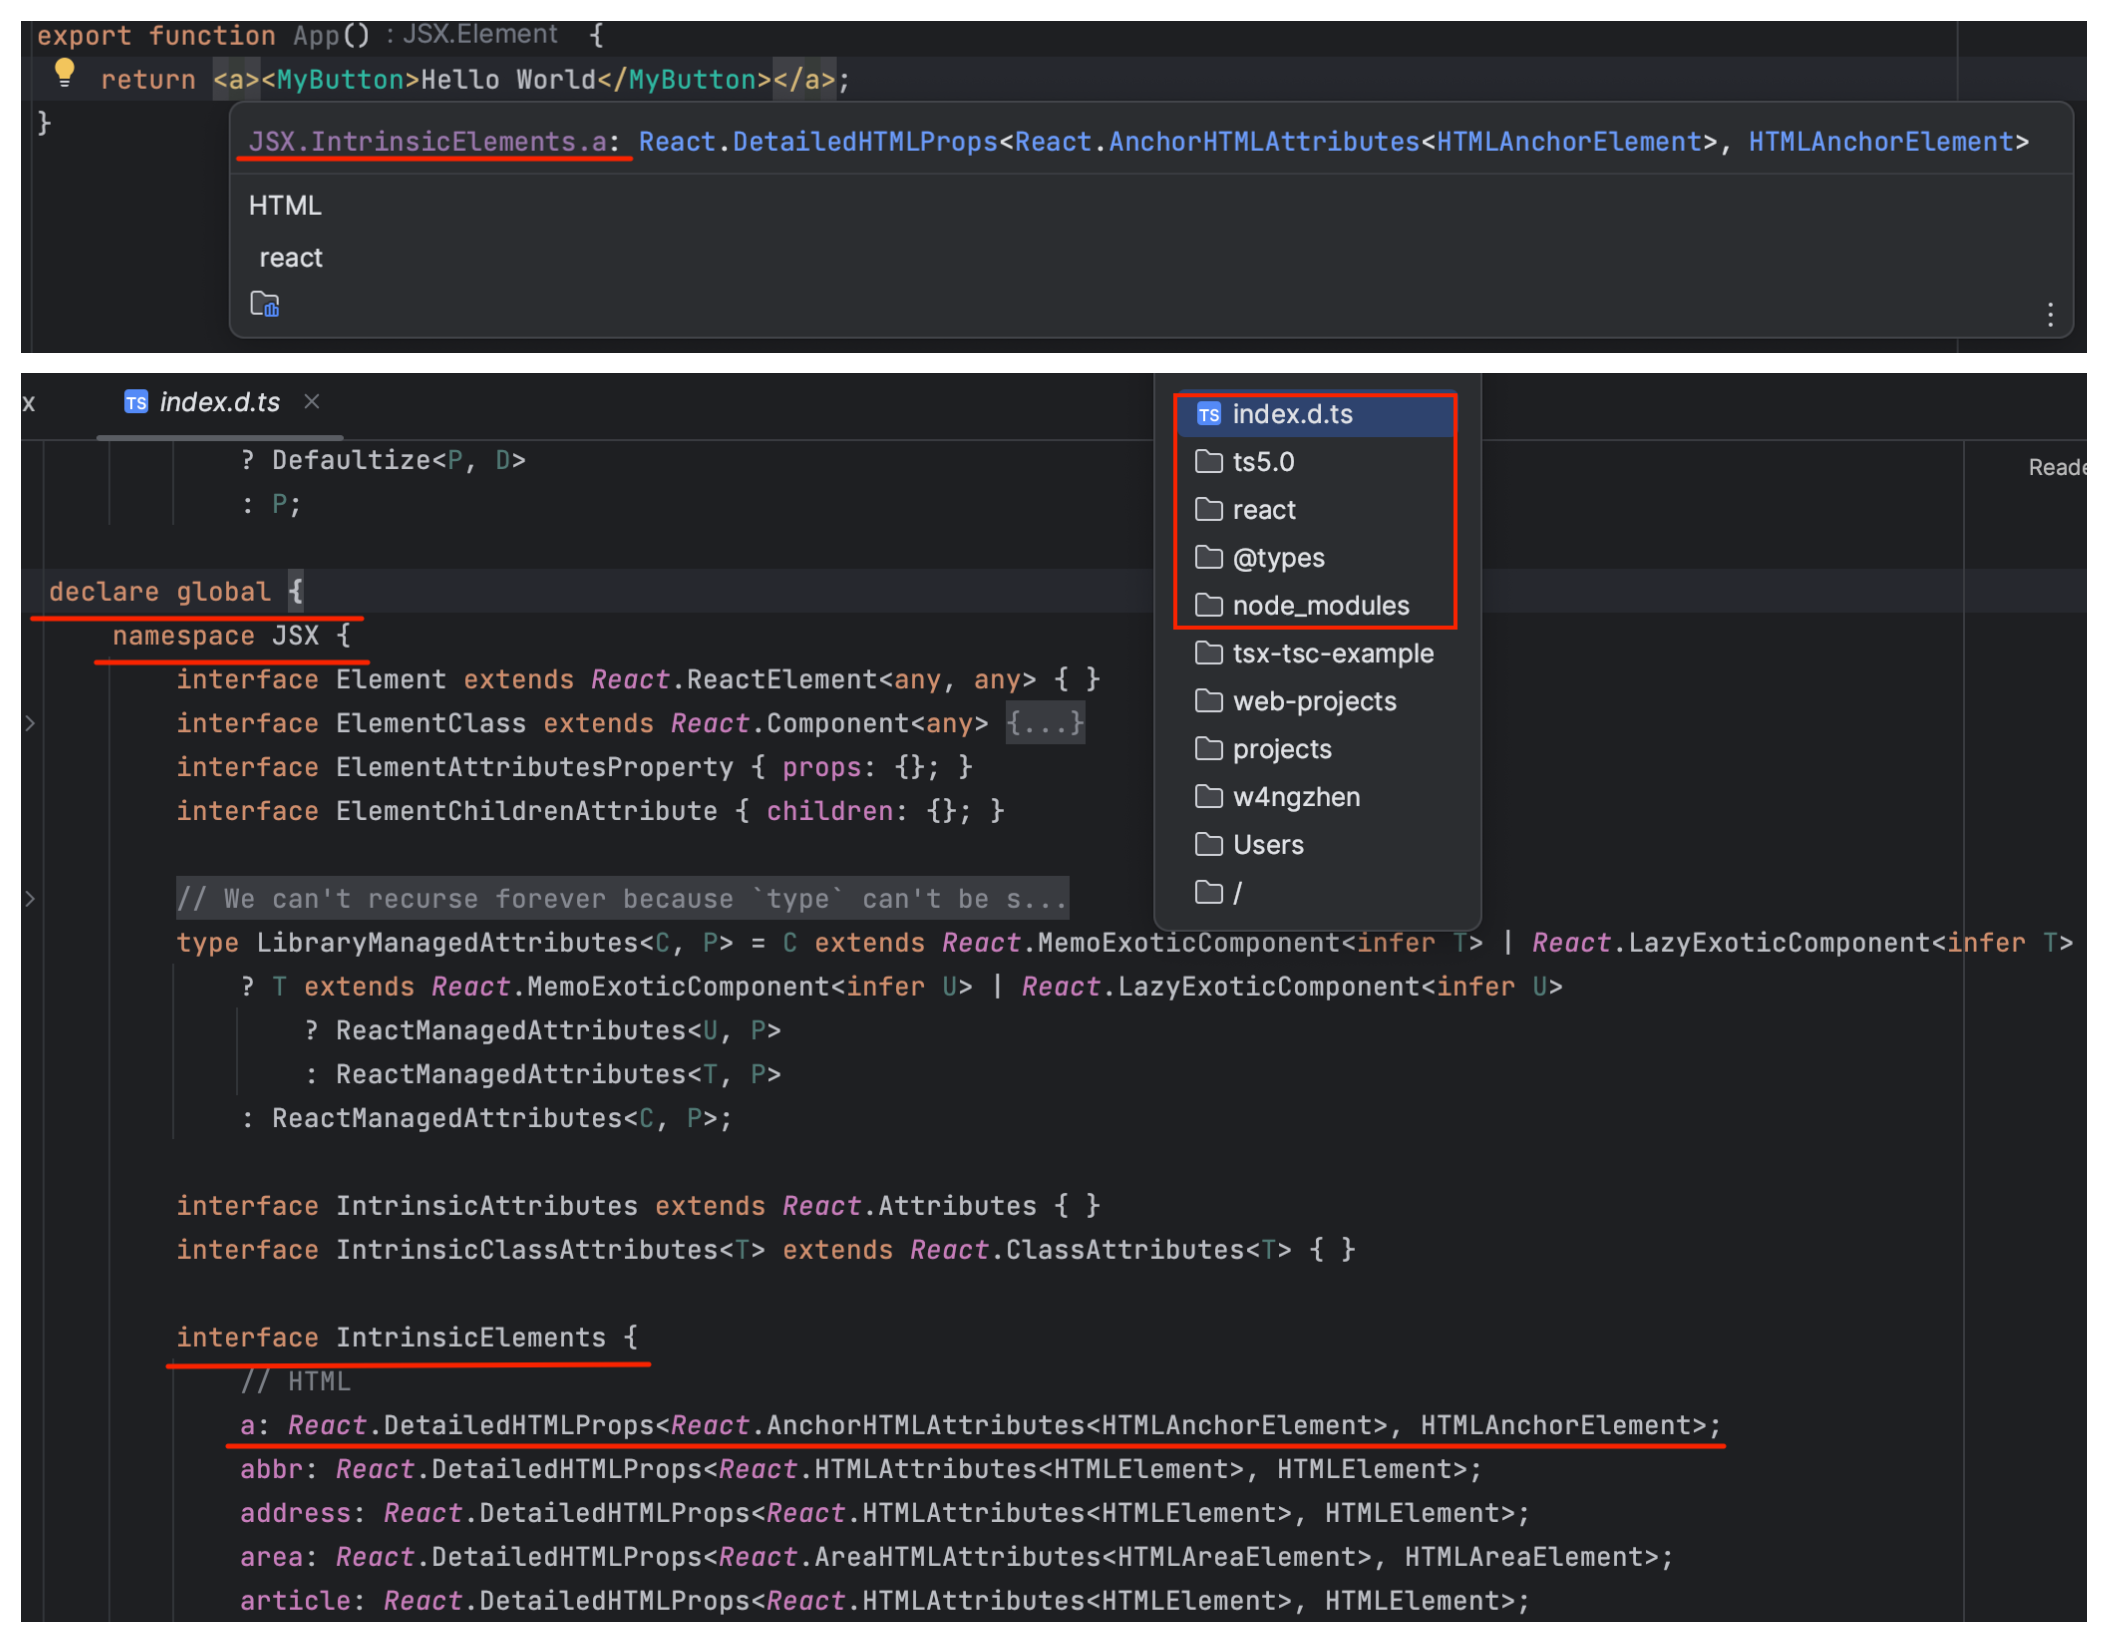 export function App() : JSX.Element {
return <a><MyButton>Hello World</MyButton></a>;
}
JSX.IntrinsicElements.a: React.DetailedHTMLProps<React.AnchorHTMLAttributes<HTMLAnchorElement>, HTMLAnchorElement>
HTML
react
x
TS index.d.ts ×
? Defaultize<P, D>
: P;
declare global {
namespace JSX {
interface Element extends React.ReactElement<any, any> { }
interface ElementClass extends React.Component<any> {...}
interface ElementAttributesProperty { props: {}; }
interface ElementChildrenAttribute { children: {}; }
// We can't recurse forever because `type` can't be s...
type LibraryManagedAttributes<C, P> = C extends React.MemoExoticComponent<infer T> | React.LazyExoticComponent<infer T>
? T extends React.MemoExoticComponent<infer U> | React.LazyExoticComponent<infer U>
? ReactManagedAttributes<U, P>
: ReactManagedAttributes<T, P>
: ReactManagedAttributes<C, P>;
interface IntrinsicAttributes extends React.Attributes { }
interface IntrinsicClassAttributes<T> extends React.ClassAttributes<T> { }
interface IntrinsicElements {
// HTML
a: React.DetailedHTMLProps<React.AnchorHTMLAttributes<HTMLAnchorElement>, HTMLAnchorElement>;
abbr: React.DetailedHTMLProps<React.HTMLAttributes<HTMLElement>, HTMLElement>;
address: React.DetailedHTMLProps<React.HTMLAttributes<HTMLElement>, HTMLElement>;
area: React.DetailedHTMLProps<React.AreaHTMLAttributes<HTMLAreaElement>, HTMLAreaElement>;
article: React.DetailedHTMLProps<React.HTMLAttributes<HTMLElement>, HTMLElement>;
TS index.d.ts
ts5.0
react
@types
node_modules
tsx-tsc-example
web-projects
projects
w4ngzhen
Users
/